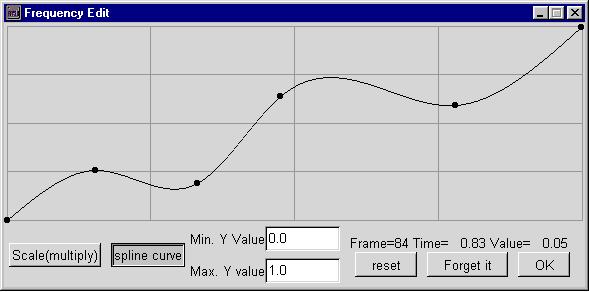 Frequency Edit
Min. Y Value 0.0
Frame=84 Time= 0.83 Value= 0.05
Scale(multiply) spline curve
Max. Y value 1.0
reset Forget it OK